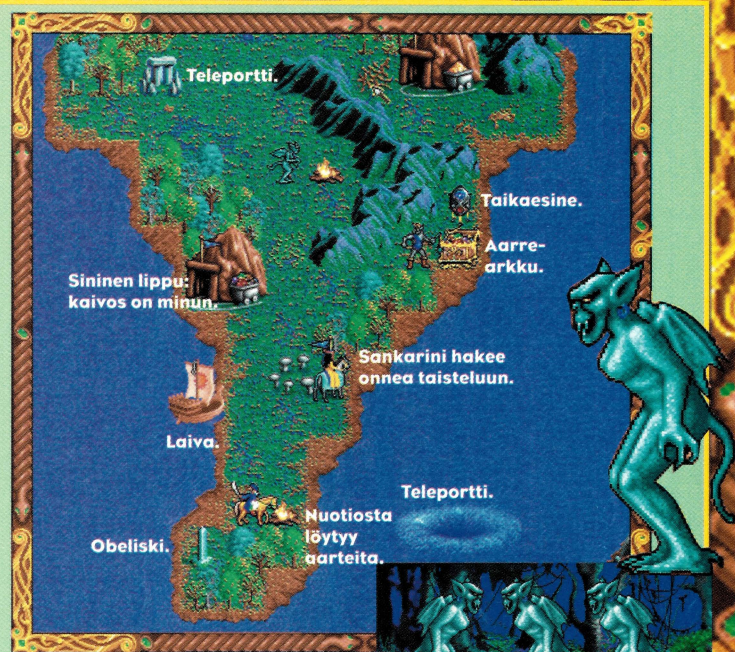 Teleportti.
Taikaesine.
Aarre-
arkku.
Sininen lippu:
kaivos on minun.
Sankarini hakee
onnea taisteluun.
Laiva.
Teleportti.
Nuotiosta
löytyy
aarteita.
Obeliski.